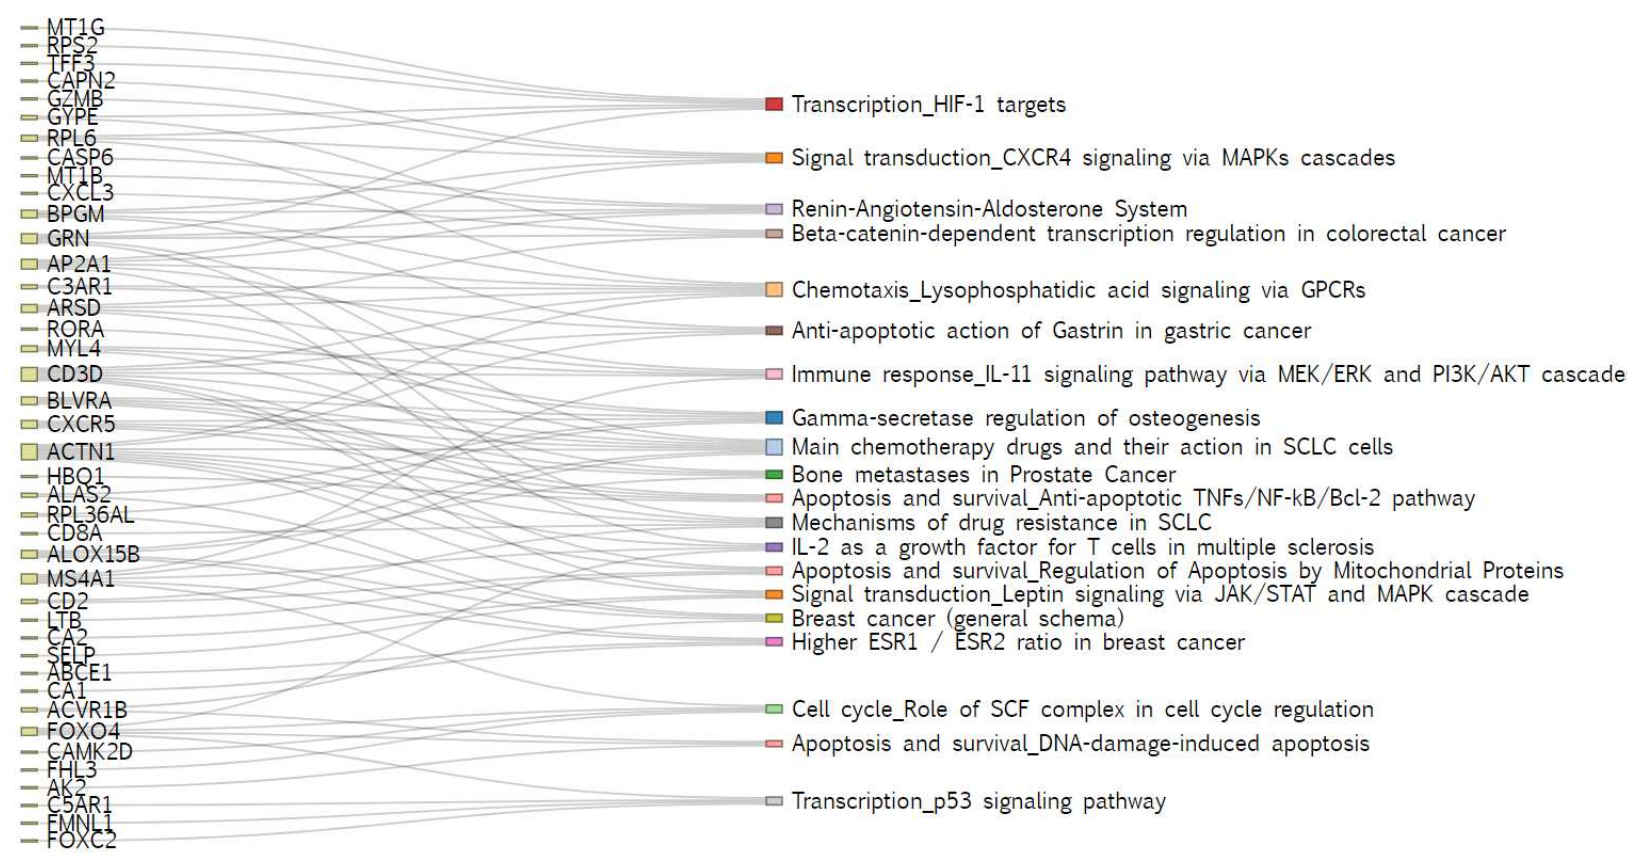 MT1G
RPS2
TFF3
CAPN2
GZMB
GYPE
RPL6
CASP6
MT1B
CXCL3
BPGM
GRN
AP2A1
C3AR1
ARSD
RORA
MYL4
CD3D
BLVRA
CXCR5
ACTN1
HBQ1
ALAS2
RPL36AL
CD8A
ALOX15B
MS4A1
CD2
LTB
CA2
SELP
ABCE1
CA1
ACVR1B
FOXO4
CAMK2D
FHL3
AK2
C5AR1
FMNL1
FOXC2
Transcription_HIF-1 targets
Signal transduction_CXCR4 signaling via MAPKs cascades
Renin-Angiotensin-Aldosterone System
Beta-catenin-dependent transcription regulation in colorectal cancer
Chemotaxis_Lysophosphatidic acid signaling via GPCRs
Anti-apoptotic action of Gastrin in gastric cancer
Immune response_IL-11 signaling pathway via MEK/ERK and PI3K/AKT cascade
Gamma-secretase regulation of osteogenesis
Main chemotherapy drugs and their action in SCLC cells
Bone metastases in Prostate Cancer
Apoptosis and survival_Anti-apoptotic TNFs/NF-kB/Bcl-2 pathway
Mechanisms of drug resistance in SCLC
IL-2 as a growth factor for T cells in multiple sclerosis
Apoptosis and survival_Regulation of Apoptosis by Mitochondrial Proteins
Signal transduction_Leptin signaling via JAK/STAT and MAPK cascade
Breast cancer (general schema)
Higher ESR1 / ESR2 ratio in breast cancer
Cell cycle_Role of SCF complex in cell cycle regulation
Apoptosis and survival_DNA-damage-induced apoptosis
Transcription_p53 signaling pathway